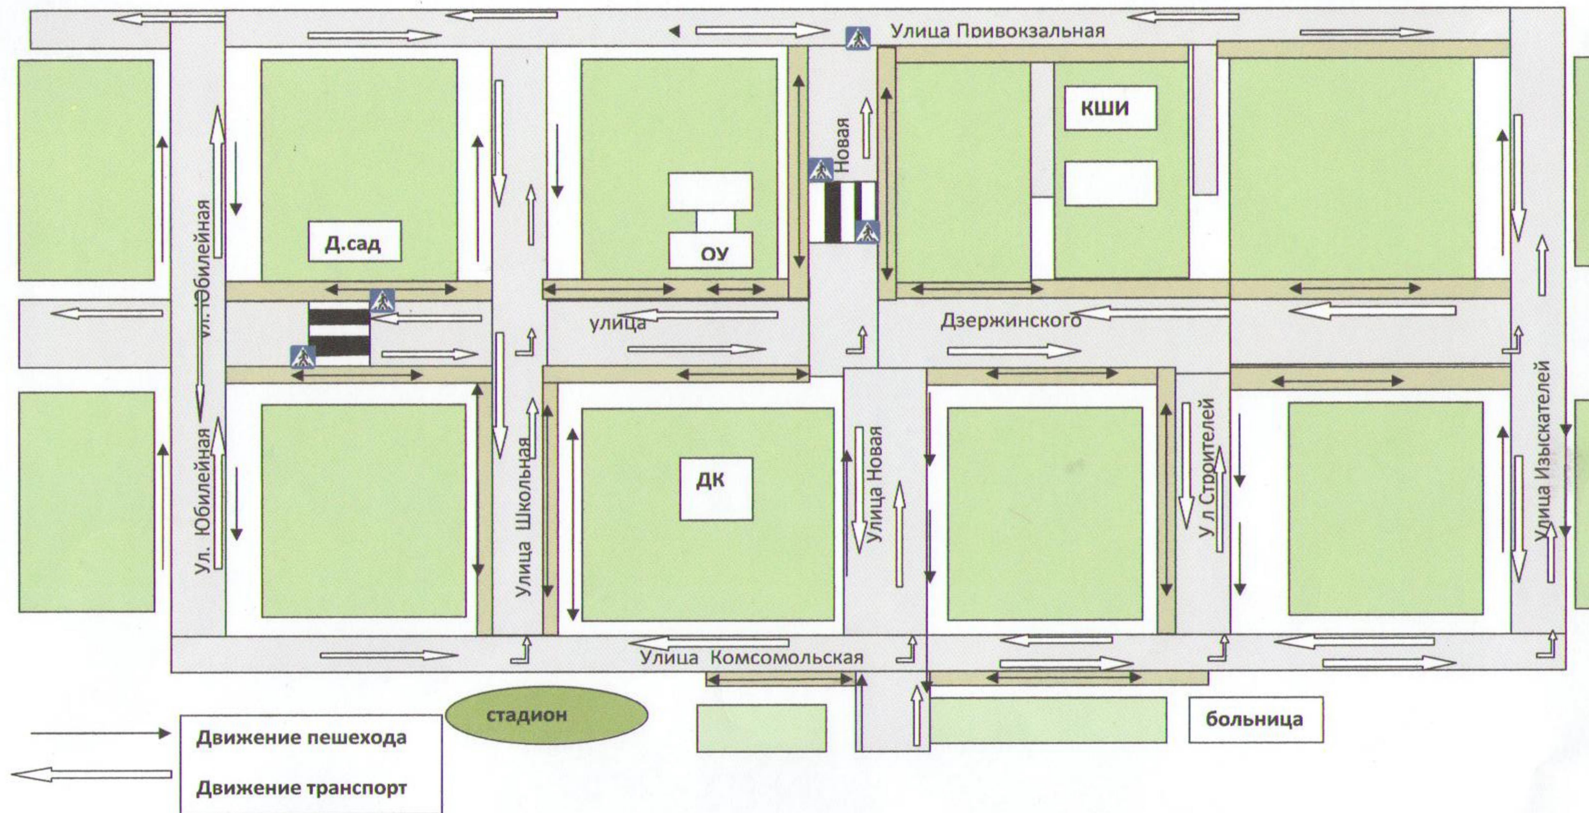 Улица Привокзальная
КШИ
Новая
Д.сад
ОУ
ул. Юбилейная
улица
Дзержинского
Ул. Юбилейная
Улица Школьная
ДК
Улица Новая
У л Строителей
Улица Изыскателей
Улица Комсомольская
стадион
больница
Движение пешехода
Движение транспорт